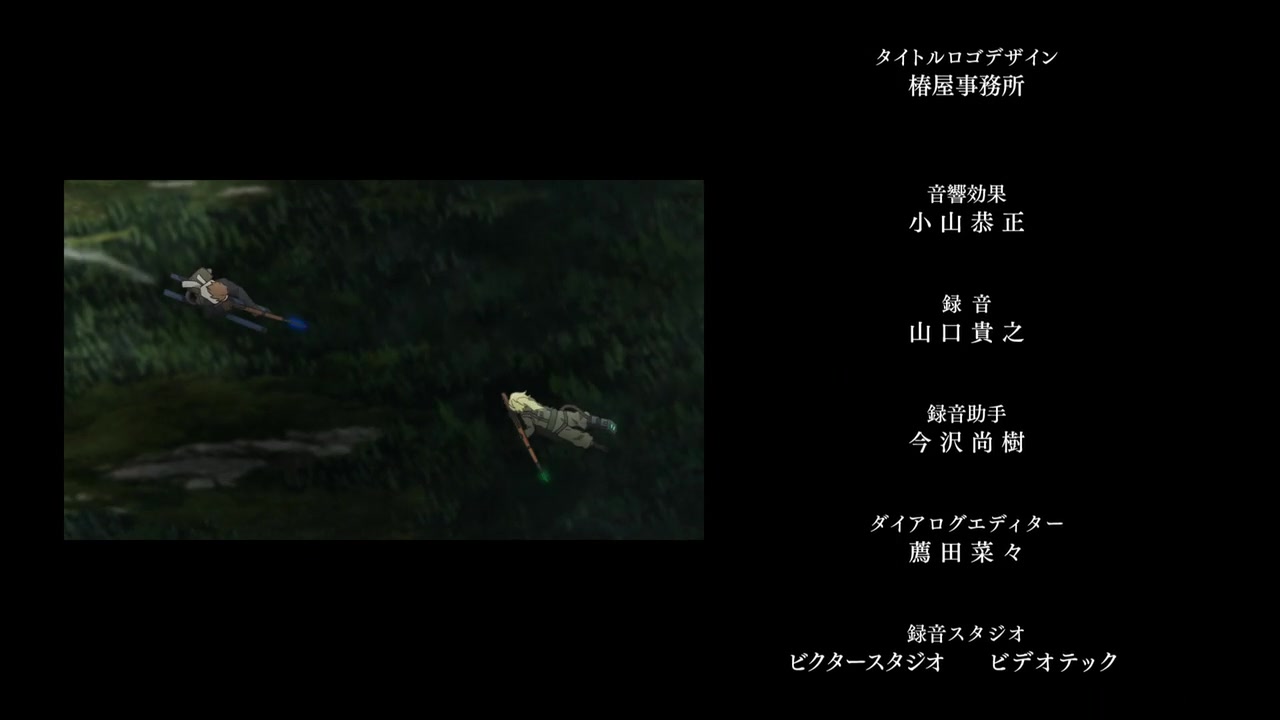 タイトルロゴデザイン
椿屋事務所
音響効果
小山恭正
録音
山口貴之
録音助手
今沢尚樹
ダイアログエディター
薦田菜々
録音スタジオ
ビクタースタジオ ビデオテック